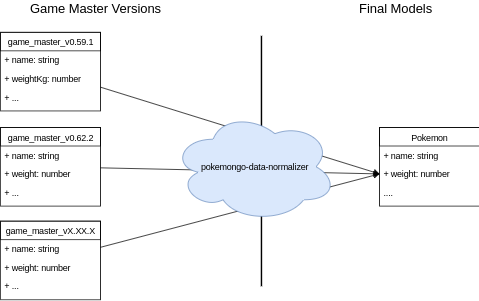 Game Master Versions
Final Models
game_master_v0.59.1
+ name: string
+ weightKg: number
+ ...
game_master_v0.62.2
+ name: string
+ weight: number
+ ...
game_master_vX.XX.X
+ name: string
+ weight: number
+ ...
pokemongo-data-normalizer
Pokemon
+ name: string
+ weight: number
....